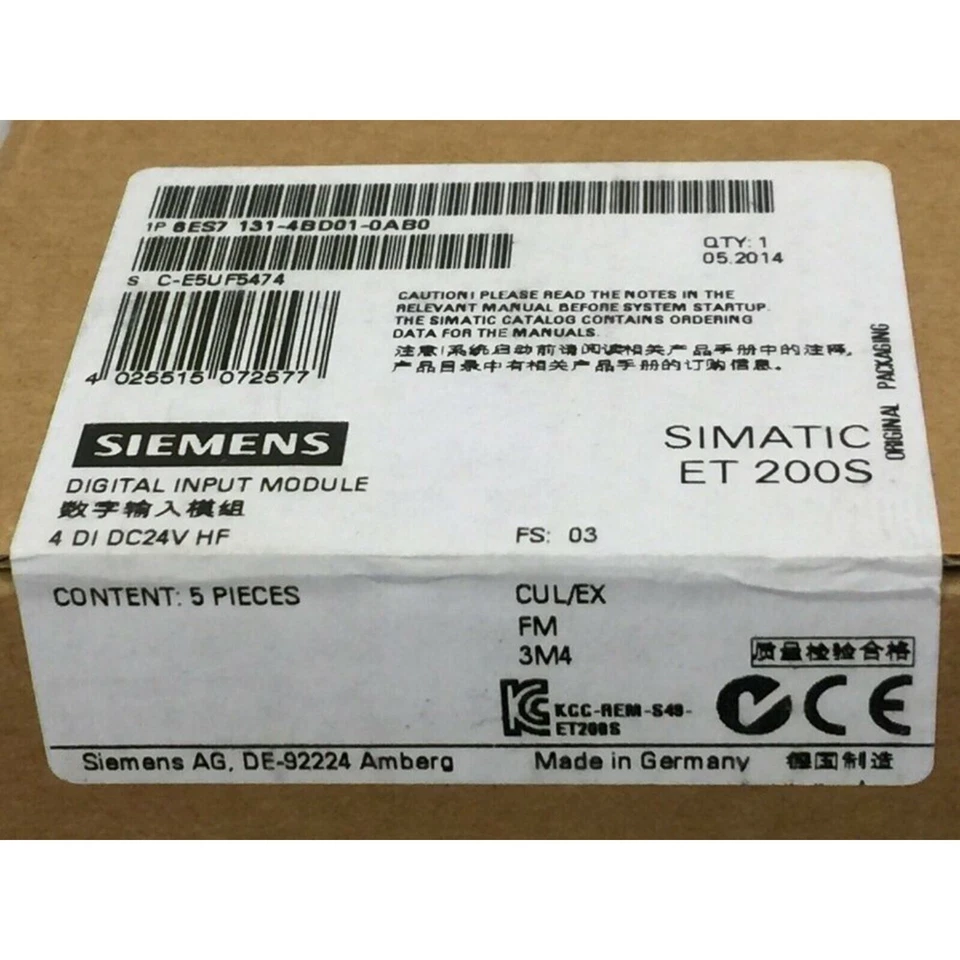 1P 6ES7 131-4BD01-0AB0
S C-E5UF5474
QTY: 1
05.2014
4 025515 072577
CAUTION! PLEASE READ THE NOTES IN THE
RELEVANT MANUAL BEFORE SYSTEM STARTUP.
THE SIMATIC CATALOG CONTAINS ORDERING
DATA FOR THE MANUALS.
注意!系统启动前请阅读相关产品手册中的注释,
产品目录中有相关产品手册的订购信息。
ORIGINAL PACKAGING
SIEMENS
SIMATIC
ET 200S
DIGITAL INPUT MODULE
数字输入模组
4 DI DC24V HF
FS: 03
CONTENT: 5 PIECES
CUL/EX
FM
3M4
质量检验合格
KCC-REM-S49-
ET200S
CE
Siemens AG, DE-92224 Amberg
Made in Germany 德国制造